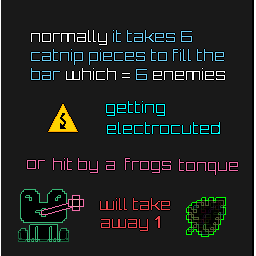 normally it takes 6
catnip pieces to fill the
bar which = 6 enemies
getting
electrocuted
or hit by a frogs tongue
will take
away 1